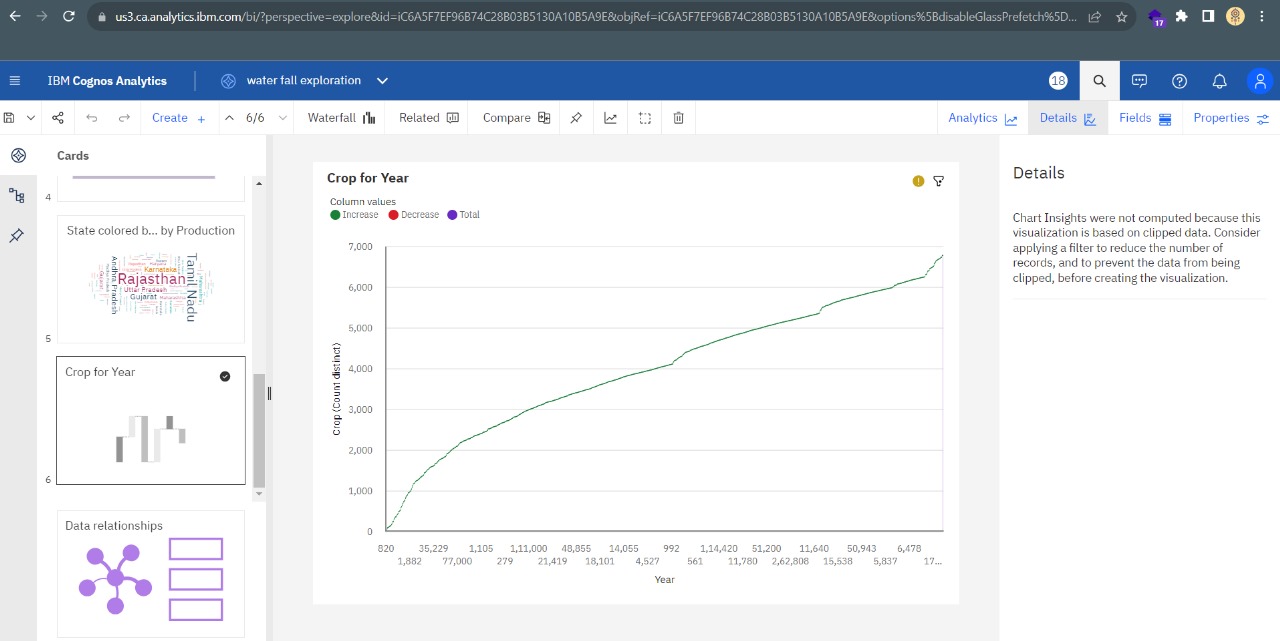 us3.ca.analytics.ibm.com/bi/?perspective=explore&id=iC6A5F7EF96B74C28B03B5130A10B5A9E&objRef=iC6A5F7EF96B74C28B03B5130A10B5A9E&options%5BdisableGlassPrefetch%5D...
17
IBM Cognos Analytics
water fall exploration
18
Create +
6/6
Waterfall
Related
Compare
Analytics
Details
Fields
Properties
Cards
4
State colored b... by Production
Rajasthan
Tamil Nadu
Karnataka
Uttar Pradesh
Gujarat
Andhra Pradesh
5
Crop for Year
6
Data relationships
Crop for Year
Column values
Increase Decrease Total
7,000
6,000
5,000
4,000
3,000
2,000
1,000
0
Crop (Count distinct)
820 35,229 1,105 1,11,000 48,855 14,055 992 1,14,420 51,200 11,640 50,943 6,478
1,882 77,000 279 21,419 18,101 4,527 561 11,780 2,62,808 15,538 5,837 17...
Year
Details
Chart Insights were not computed because this
visualization is based on clipped data. Consider
applying a filter to reduce the number of
records, and to prevent the data from being
clipped, before creating the visualization.